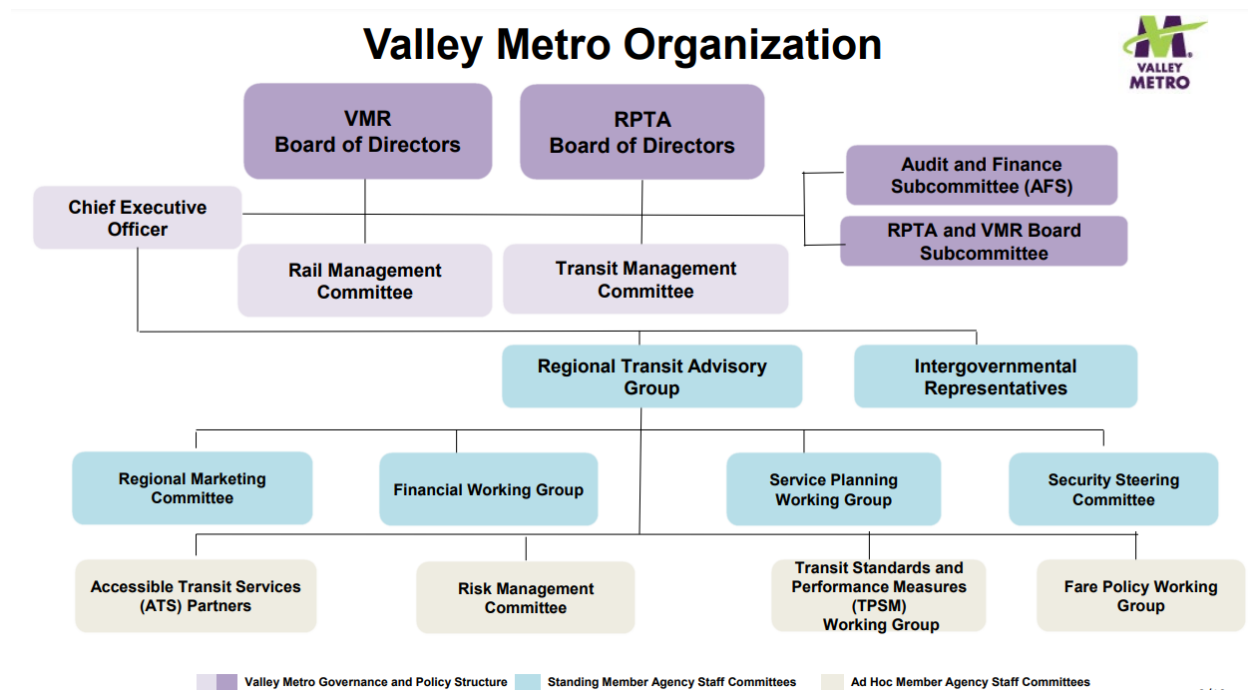 Valley Metro Organization
VALLEY
METRO
VMR
Board of Directors
RPTA
Board of Directors
Audit and Finance
Subcommittee (AFS)
Chief Executive
Officer
RPTA and VMR Board
Subcommittee
Rail Management
Committee
Transit Management
Committee
Regional Transit Advisory
Group
Intergovernmental
Representatives
Regional Marketing
Committee
Financial Working Group
Service Planning
Working Group
Security Steering
Committee
Accessible Transit Services
(ATS) Partners
Risk Management
Committee
Transit Standards and
Performance Measures
(TPSM)
Working Group
Fare Policy Working
Group
Valley Metro Governance and Policy Structure
Standing Member Agency Staff Committees
Ad Hoc Member Agency Staff Committees